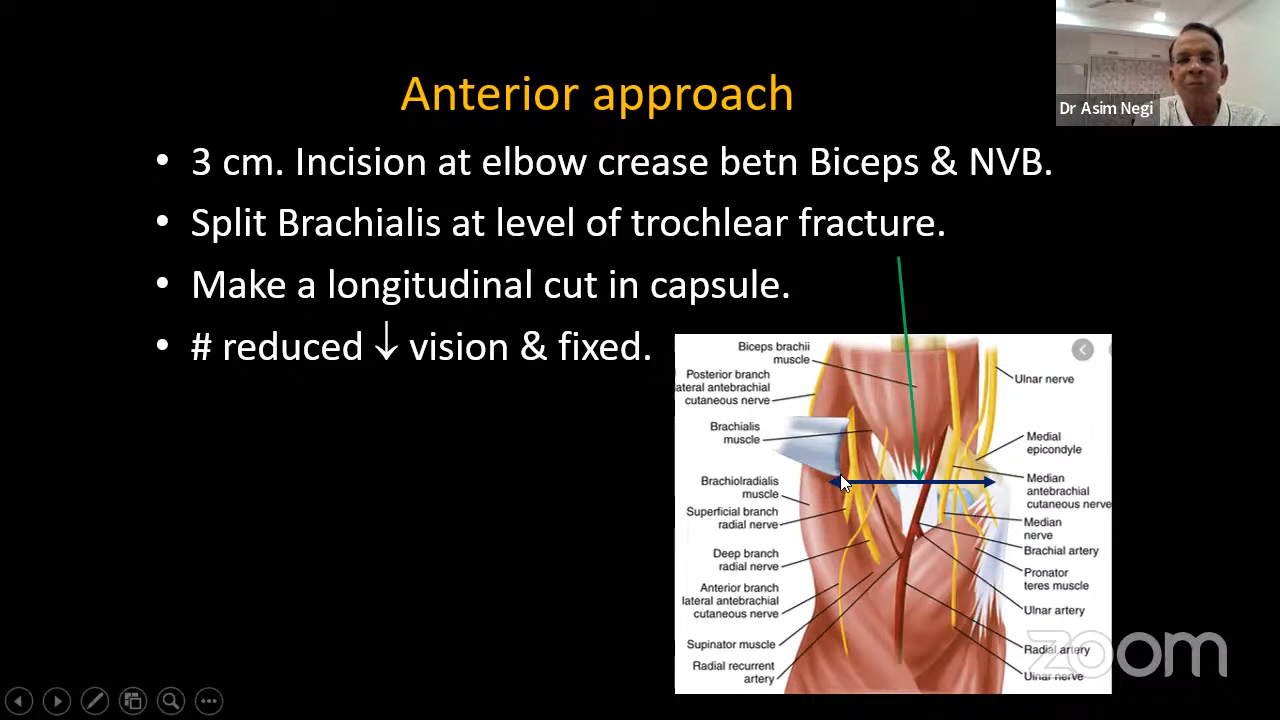 Anterior approach
Dr Asim Negi
• 3 cm. Incision at elbow crease betn Biceps & NVB.
• Split Brachialis at level of trochlear fracture.
• Make a longitudinal cut in capsule.
• # reduced ↓ vision & fixed.
Biceps brachii
muscle
Posterior branch
lateral antebrachial
cutaneous nerve
Brachialis
muscle
Brachiolradialis
muscle
Superficial branch
radial nerve
Deep branch
radial nerve
Anterior branch
lateral antebrachial
cutaneous nerve
Supinator muscle
Radial recurrent
artery
Ulnar nerve
Medial
epicondyle
Median
antebrachial
cutaneous nerve
Median
nerve
Brachial artery
Pronator
teres muscle
Ulnar artery
Radial artery
Ulnar nerve
zoom